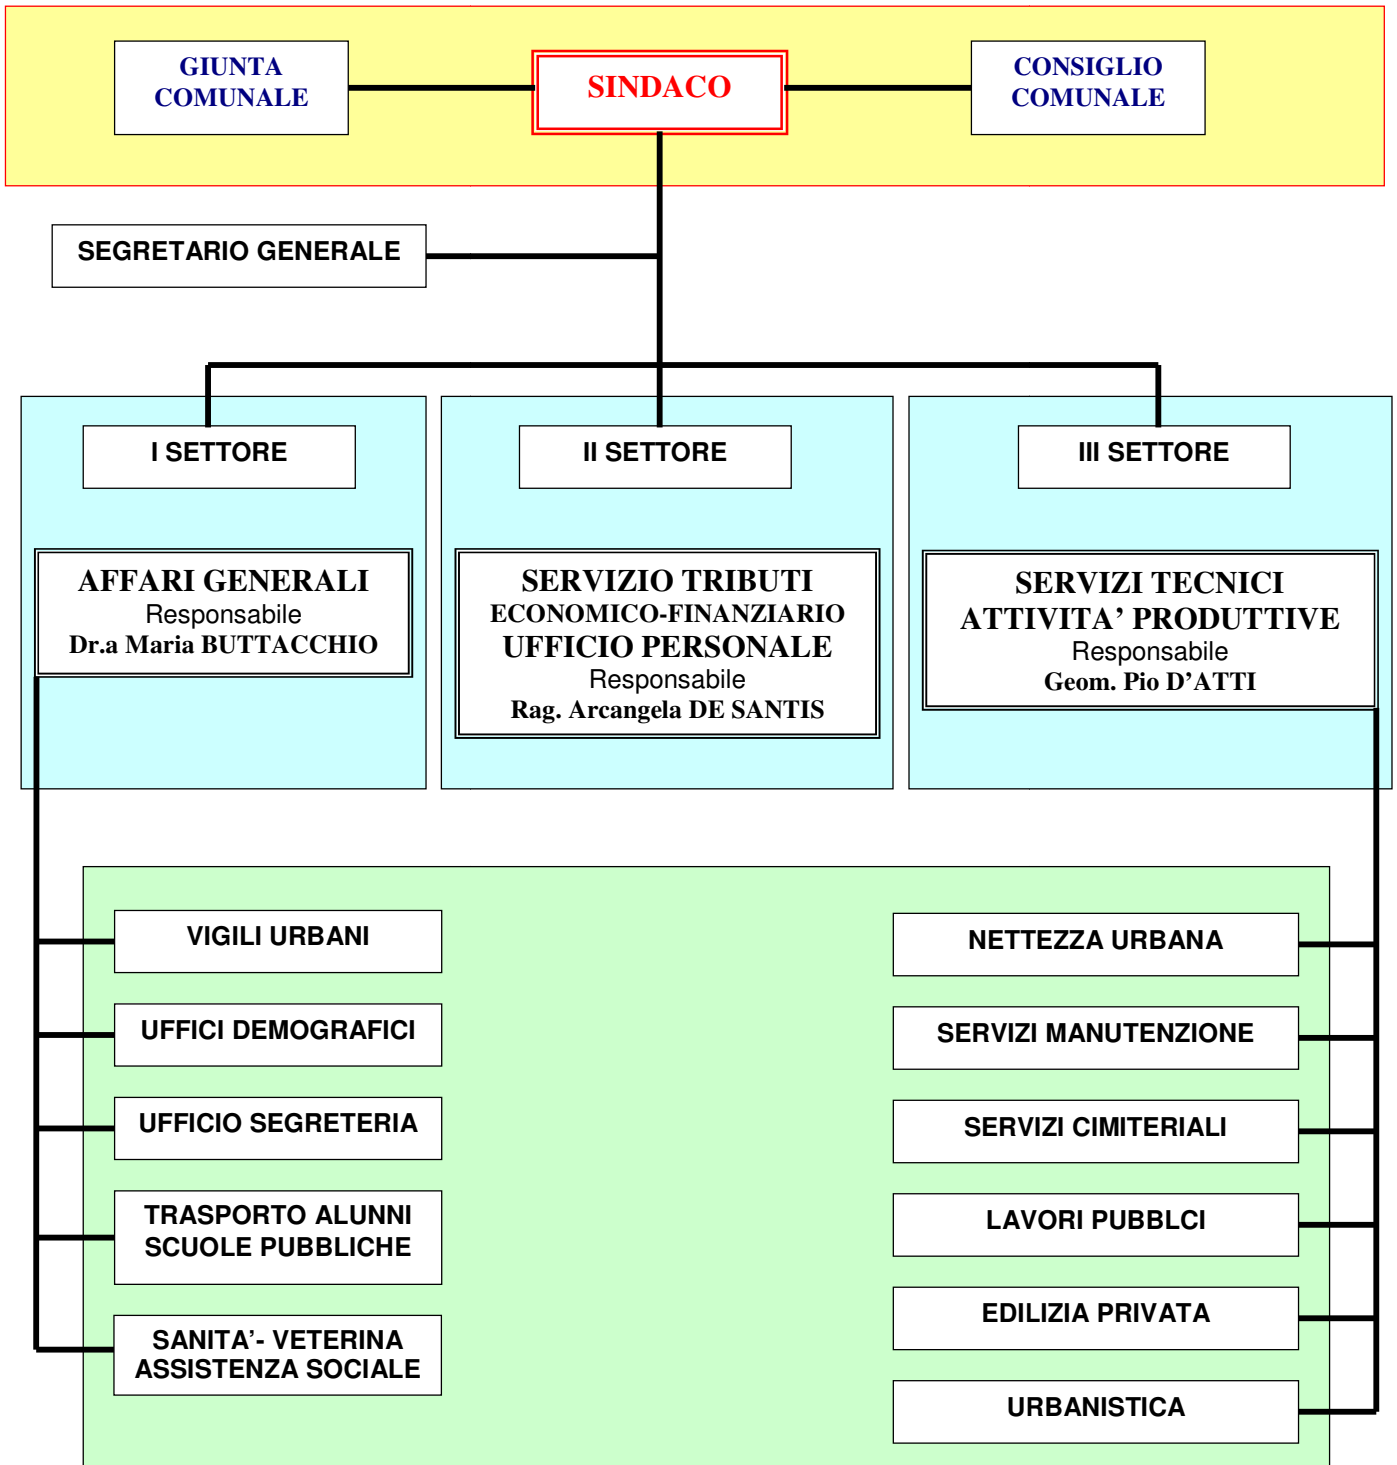 GIUNTA
COMUNALE
SINDACO
CONSIGLIO
COMUNALE
SEGRETARIO GENERALE
I SETTORE
II SETTORE
III SETTORE
AFFARI GENERALI
Responsabile
Dr.a Maria BUTTACCHIO
SERVIZIO TRIBUTI
ECONOMICO-FINANZIARIO
UFFICIO PERSONALE
Responsabile
Rag. Arcangela DE SANTIS
SERVIZI TECNICI
ATTIVITA’ PRODUTTIVE
Responsabile
Geom. Pio D’ATTI
VIGILI URBANI
UFFICI DEMOGRAFICI
UFFICIO SEGRETERIA
TRASPORTO ALUNNI
SCUOLE PUBBLICHE
SANITA’- VETERINA
ASSISTENZA SOCIALE
NETTEZZA URBANA
SERVIZI MANUTENZIONE
SERVIZI CIMITERIALI
LAVORI PUBBLCI
EDILIZIA PRIVATA
URBANISTICA